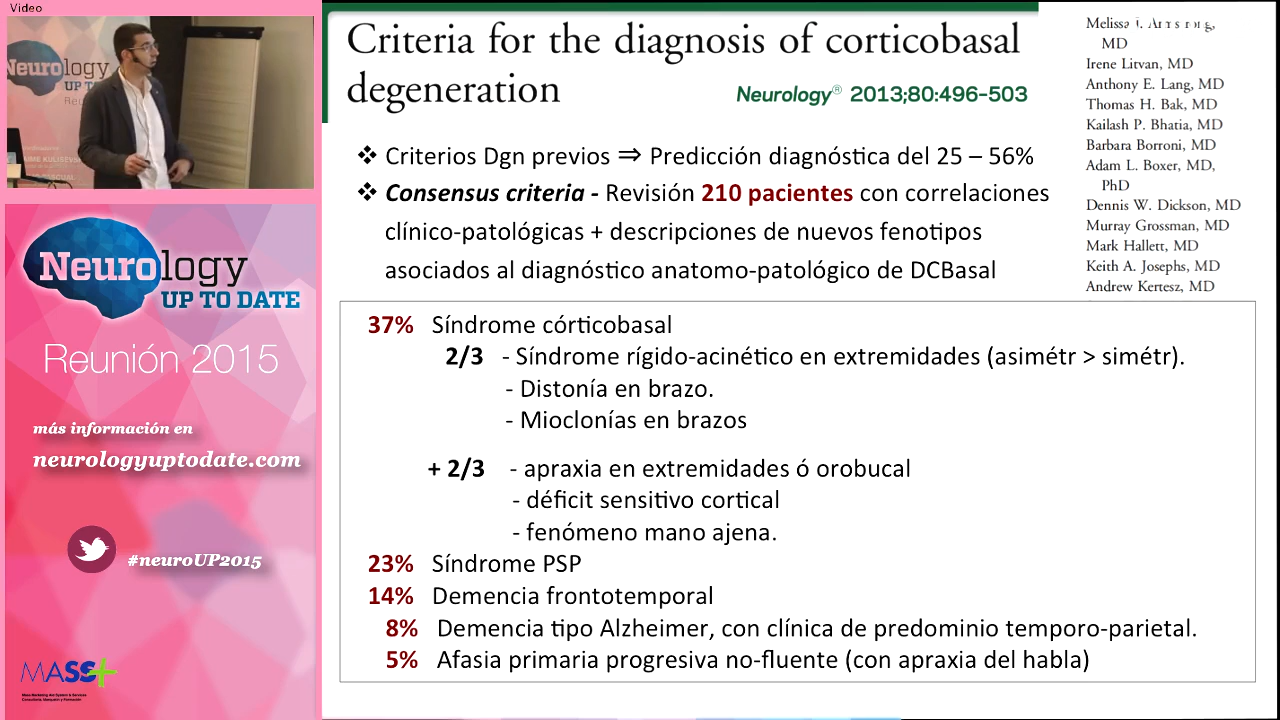 Video
Neurology
UP TO
Reu
Neurology
UP TO DATE
Reunión 2015
más información en
neurologyuptodate.com
#neuroUP2015
MASS+
Criteria for the diagnosis of corticobasal
degeneration
Neurology® 2013;80:496–503
MD
Irene Litvan, MD
Anthony E. Lang, MD
Thomas H. Bak, MD
Kailash P. Bhatia, MD
Barbara Borroni, MD
Adam L. Boxer, MD,
PhD
Dennis W. Dickson, MD
Murray Grossman, MD
Mark Hallett, MD
Keith A. Josephs, MD
Andrew Kertesz, MD
❖ Criterios Dgn previos ⇒ Predicción diagnóstica del 25 – 56%
❖ Consensus criteria - Revisión 210 pacientes con correlaciones
clínico-patológicas + descripciones de nuevos fenotipos
asociados al diagnóstico anatomo-patológico de DCBasal
37% Síndrome córticobasal
2/3 - Síndrome rígido-acinético en extremidades (asimétr > simétr).
- Distonía en brazo.
- Mioclonías en brazos
+ 2/3 - apraxia en extremidades ó orobucal
- déficit sensitivo cortical
- fenómeno mano ajena.
23% Síndrome PSP
14% Demencia frontotemporal
8% Demencia tipo Alzheimer, con clínica de predominio temporo-parietal.
5% Afasia primaria progresiva no-fluente (con apraxia del habla)